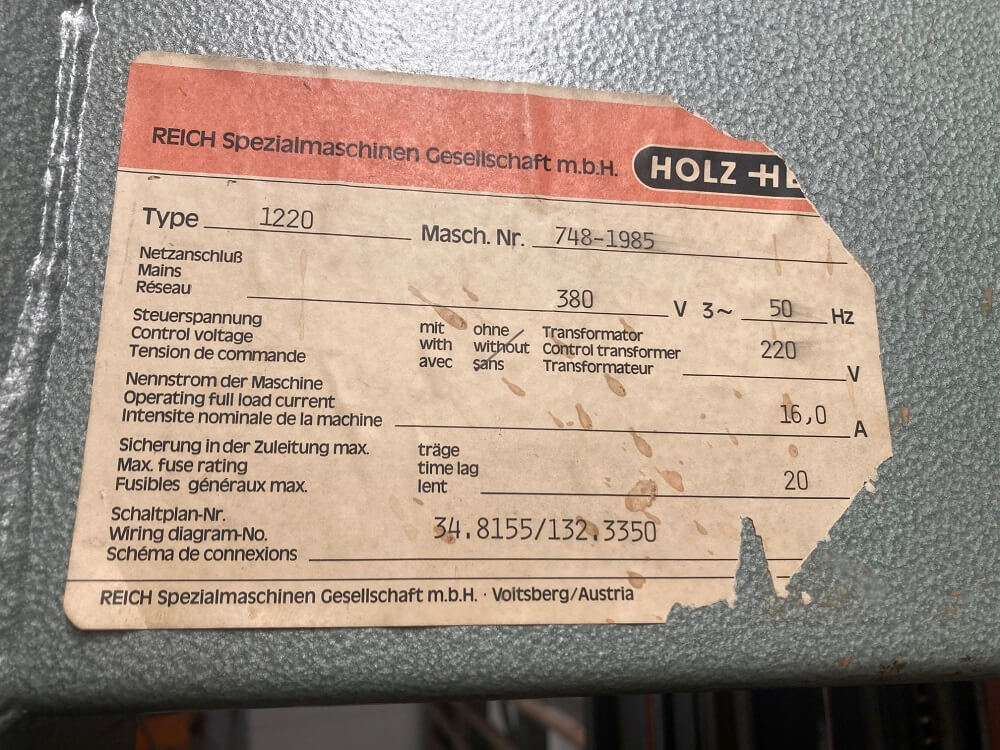 REICH Spezialmaschinen Gesellschaft m.b.H. HOLZ
Type 1220 Masch. Nr. 748-1985
Netzanschluß
Mains
Réseau 380 V 3~ 50 Hz
Steuerspannung mit ohne Transformator
Control voltage with without Control transformer 220
Tension de commande avec sans Transformateur V
Nennstrom der Maschine
Operating full load current 16,0
Intensite nominale de la machine A
Sicherung in der Zuleitung max. träge
Max. fuse rating time lag
Fusibles généraux max. lent 20
Schaltplan-Nr.
Wiring diagram-No. 34.8155/132.3350
Schéma de connexions
REICH Spezialmaschinen Gesellschaft m.b.H. · Voitsberg/Austria